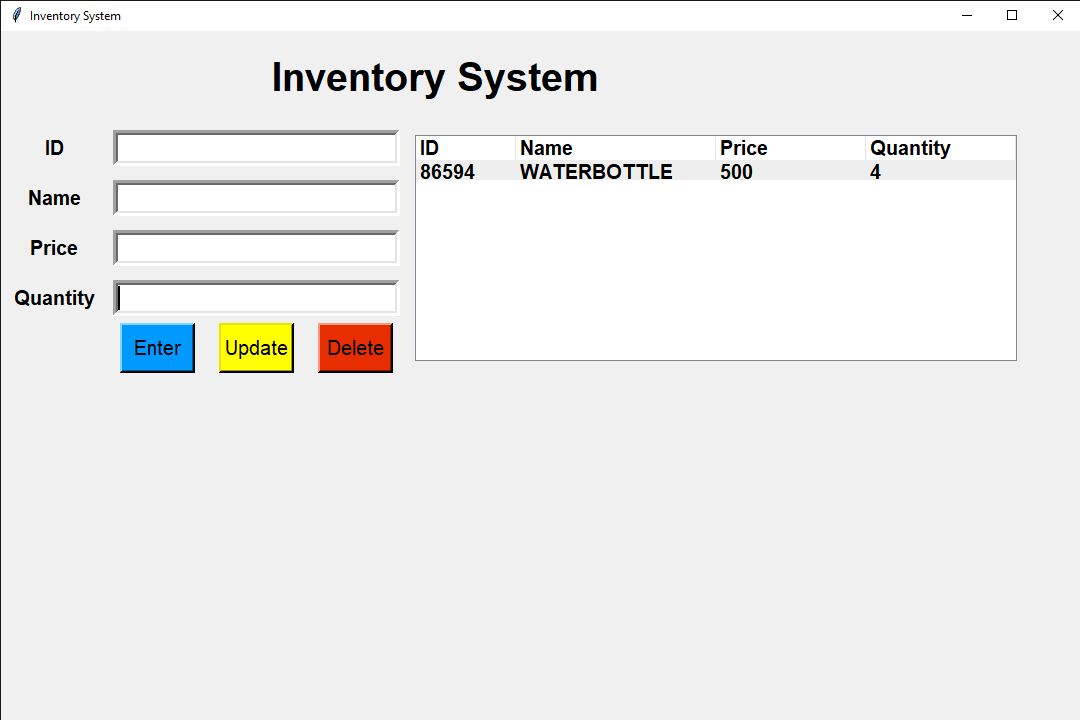 Inventory System
Inventory System
ID
Name
Price
Quantity
Enter Update Delete
ID Name Price Quantity
86594 WATERBOTTLE 500 4